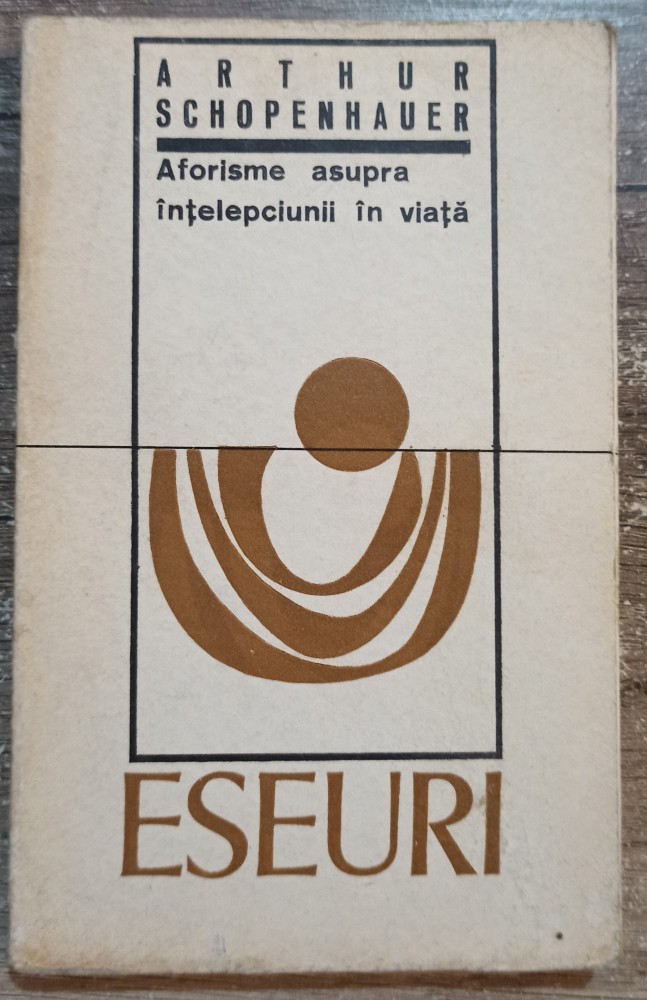 ARTHUR
SCHOPENHAUER
Aforisme asupra
înțelepciunii în viață
ESEURI